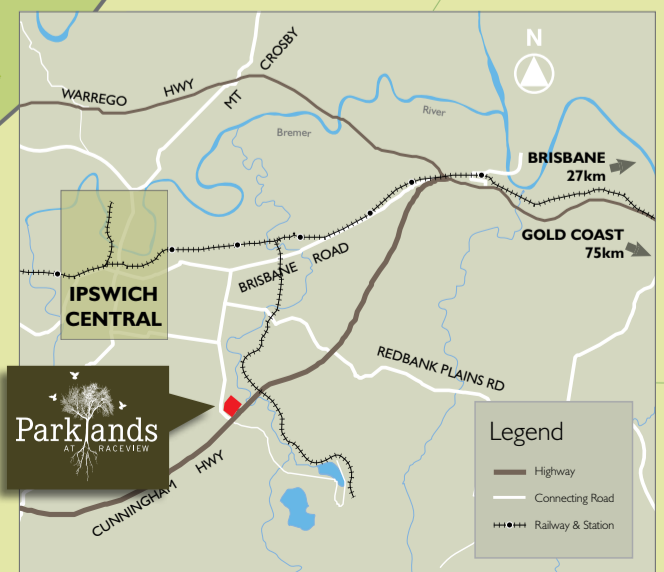 N
WARREGO HWY
MT CROSBY
Bremer River
BRISBANE
27km
GOLD COAST
75km
IPSWICH
CENTRAL
BRISBANE ROAD
REDBANK PLAINS RD
Parklands
AT RACEVIEW
CUNNINGHAM HWY
Legend
Highway
Connecting Road
Railway & Station